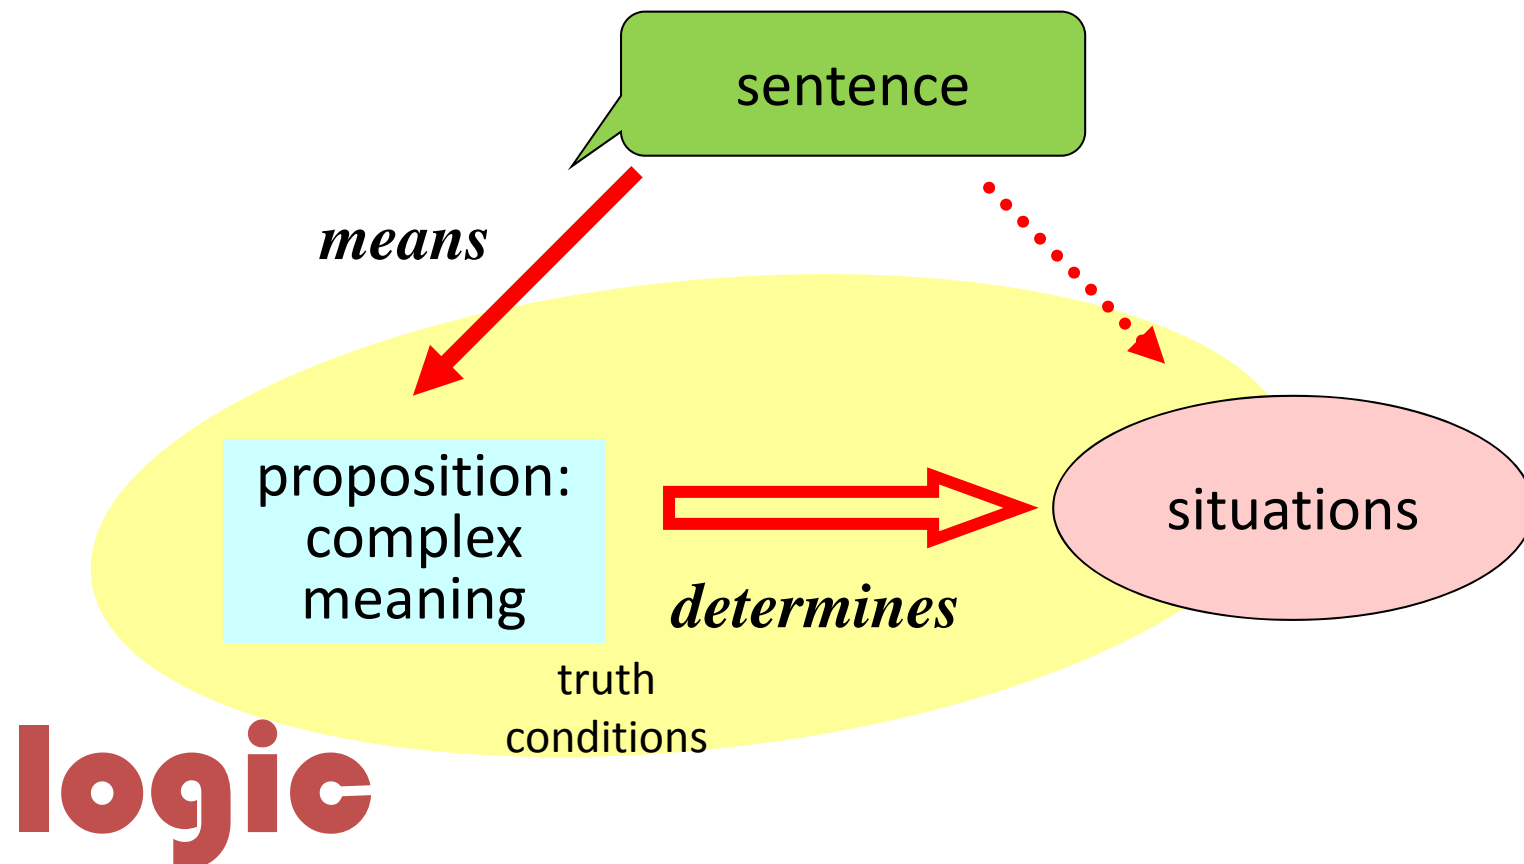 sentence
means
proposition:
complex
meaning
situations
determines
truth
conditions
logic